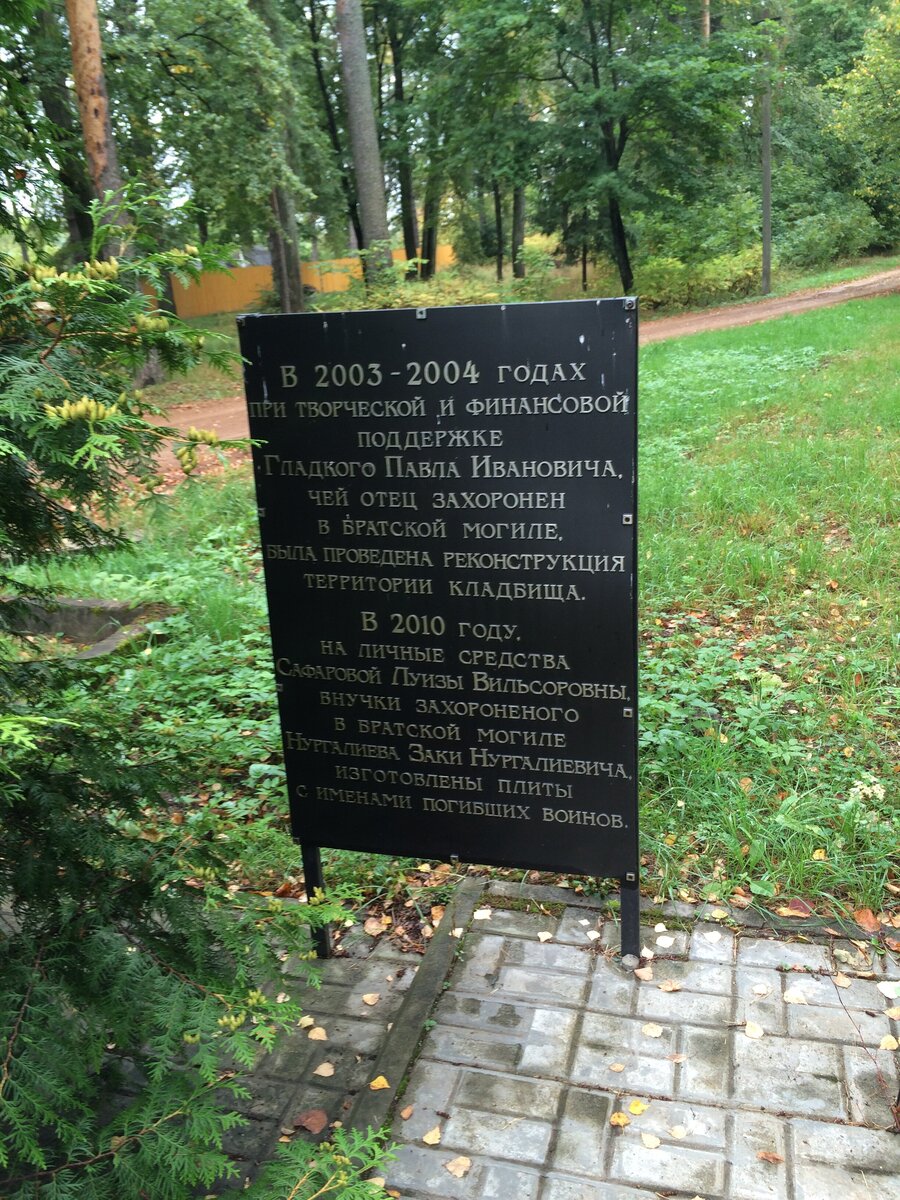 В 2003 - 2004 ГОДАХ
ПРИ ТВОРЧЕСКОЙ И ФИНАНСОВОЙ
ПОДДЕРЖКЕ
ГЛАДКОГО ПАВЛА ИВАНОВИЧА,
ЧЕЙ ОТЕЦ ЗАХОРОНЕН
В БРАТСКОЙ МОГИЛЕ,
БЫЛА ПРОВЕДЕНА РЕКОНСТРУКЦИЯ
ТЕРРИТОРИИ КЛАДБИЩА.
В 2010 ГОДУ,
НА ЛИЧНЫЕ СРЕДСТВА
САФАРОВОЙ ЛУИЗЫ ВИЛЬСОРОВНЫ,
ВНУЧКИ ЗАХОРОНЕНОГО
В БРАТСКОЙ МОГИЛЕ
НУРГАЛИЕВА ЗАКИ НУРГАЛИЕВИЧА,
ИЗГОТОВЛЕНЫ ПЛИТЫ
С ИМЕНАМИ ПОГИБШИХ ВОИНОВ.